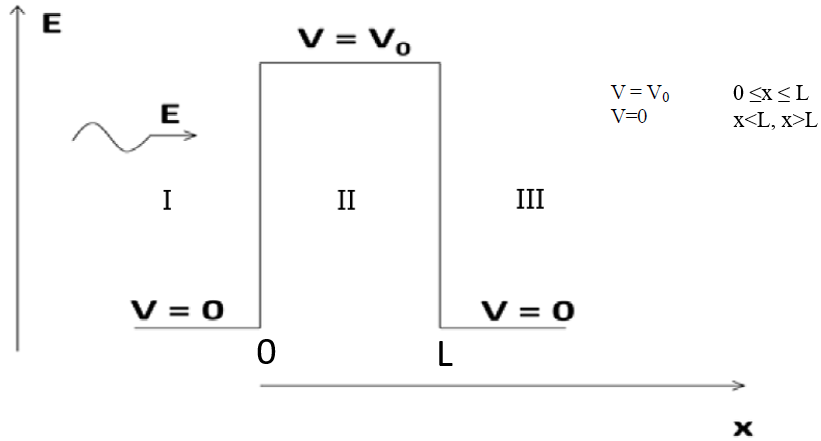 E
V = V₀
V = V₀ 0 ≤x ≤ L
V=0 x<L, x>L
E
I II III
V = 0 V = 0
0 L
x